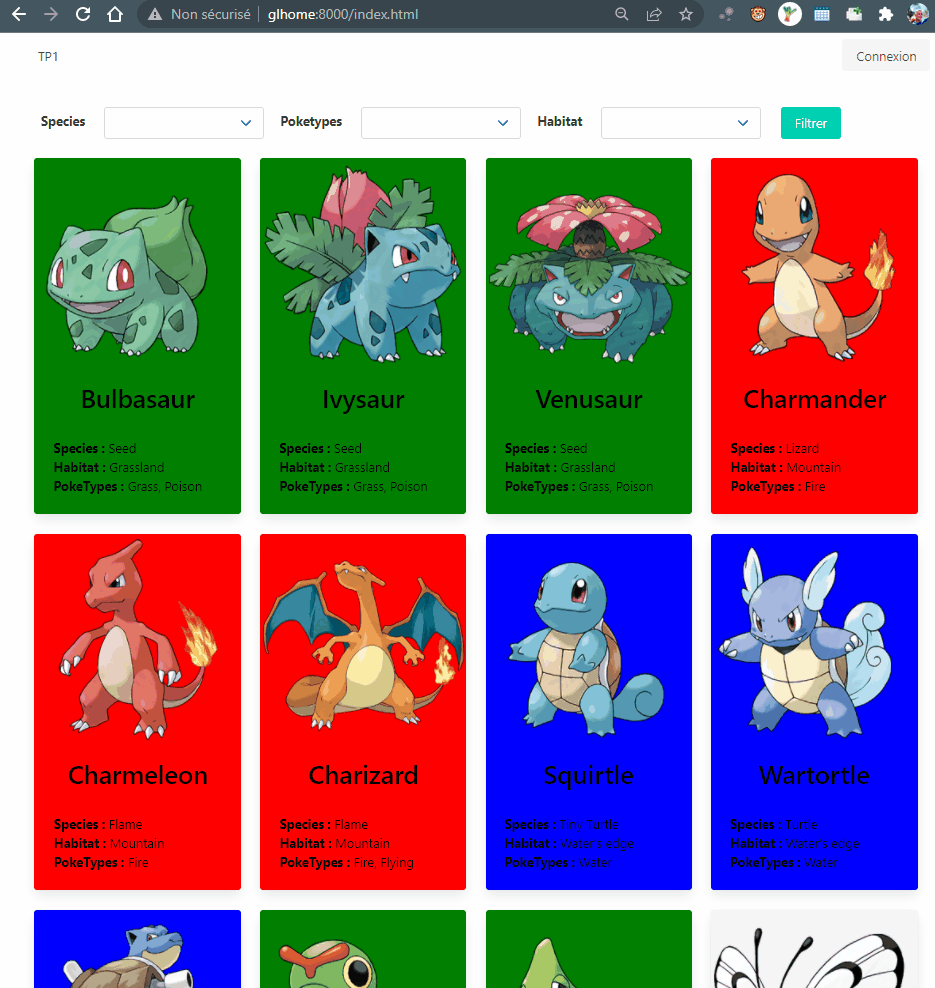 Non sécurisé | glhome:8000/index.html
TP1 Connexion
Species Poketypes Habitat Filtrer
Bulbasaur
Species : Seed
Habitat : Grassland
PokeTypes : Grass, Poison
Ivysaur
Species : Seed
Habitat : Grassland
PokeTypes : Grass, Poison
Venusaur
Species : Seed
Habitat : Grassland
PokeTypes : Grass, Poison
Charmander
Species : Lizard
Habitat : Mountain
PokeTypes : Fire
Charmeleon
Species : Flame
Habitat : Mountain
PokeTypes : Fire
Charizard
Species : Flame
Habitat : Mountain
PokeTypes : Fire, Flying
Squirtle
Species : Tiny Turtle
Habitat : Water's edge
PokeTypes : Water
Wartortle
Species : Turtle
Habitat : Water's edge
PokeTypes : Water